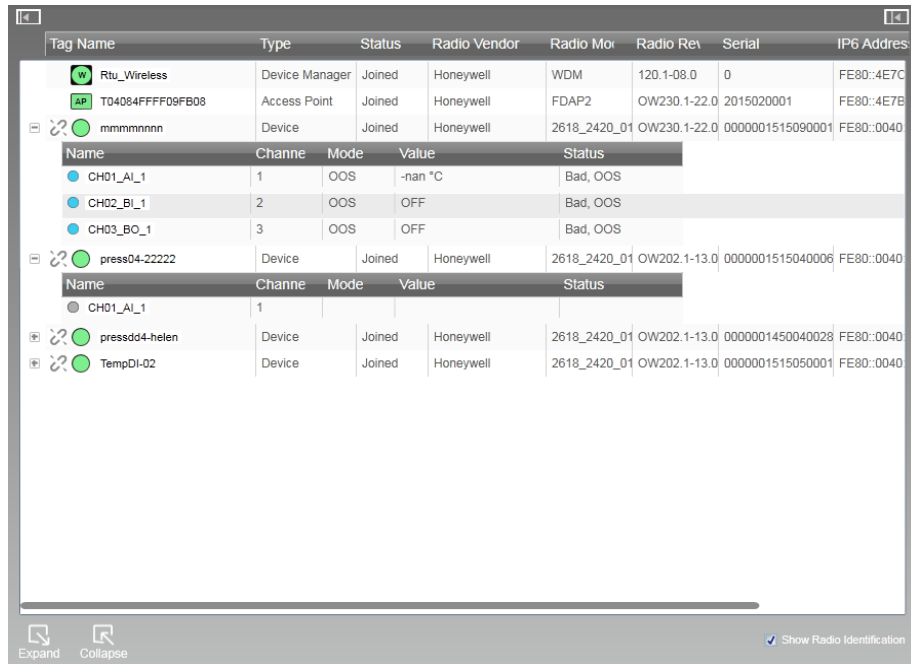 Tag Name Type Status Radio Vendor Radio Mo Radio Re Serial IP6 Addres
W Rtu_Wireless Device Manager Joined Honeywell WDM 120.1-08.0 0 FE80::4E7C
AP T04084FFFF09FB08 Access Point Joined Honeywell FDAP2 OW230.1-22.0 2015020001 FE80::4E7B
mmmmnnnn Device Joined Honeywell 2618_2420_01 OW230.1-22.0 0000001515090001 FE80::0040
Name Channe Mode Value Status
CH01_AI_1 1 OOS -nan °C Bad, OOS
CH02_BI_1 2 OOS OFF Bad, OOS
CH03_BO_1 3 OOS OFF Bad, OOS
press04-22222 Device Joined Honeywell 2618_2420_01 OW202.1-13.0 0000001515040006 FE80::0040
Name Channe Mode Value Status
CH01_AI_1 1
pressdd4-helen Device Joined Honeywell 2618_2420_01 OW202.1-13.0 0000001450040028 FE80::0040
TempDI-02 Device Joined Honeywell 2618_2420_01 OW202.1-13.0 0000001515050001 FE80::0040
Expand Collapse Show Radio Identification